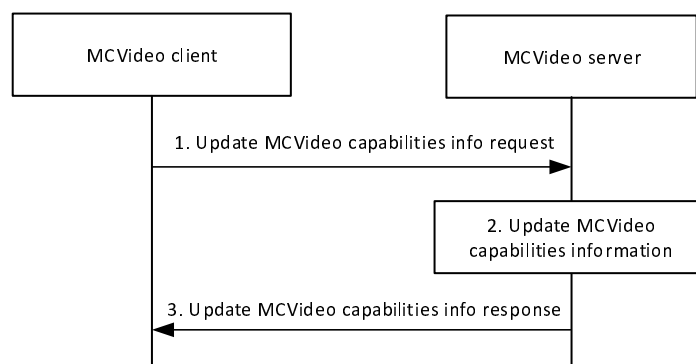 MCVideo client
MCVideo server
1. Update MCVideo capabilities info request
2. Update MCVideo
capabilities information
3. Update MCVideo capabilities info response